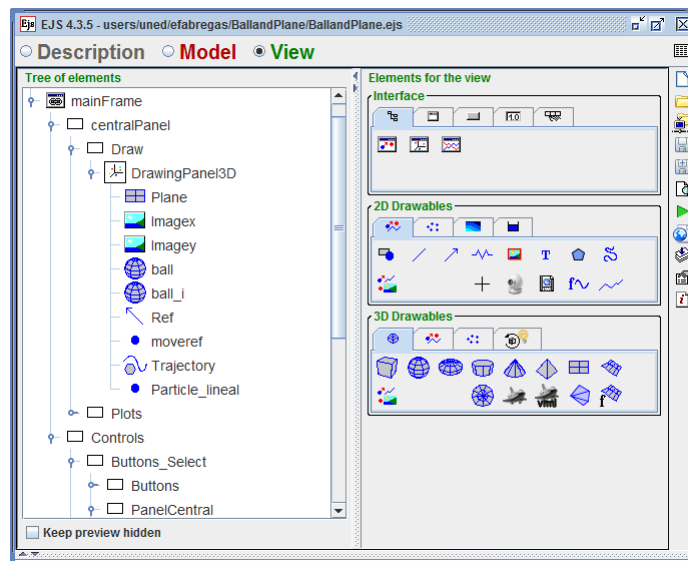 EJS 4.3.5 - users/uned/efabregas/BallandPlane/BallandPlane.ejs
Description Model View
Tree of elements
mainFrame
centralPanel
Draw
DrawingPanel3D
Plane
Imagex
Imagey
ball
ball_i
Ref
moveref
Trajectory
Particle_lineal
Plots
Controls
Buttons_Select
Buttons
PanelCentral
Keep preview hidden
Elements for the view
Interface
2D Drawables
T
3D Drawables
vrml
f